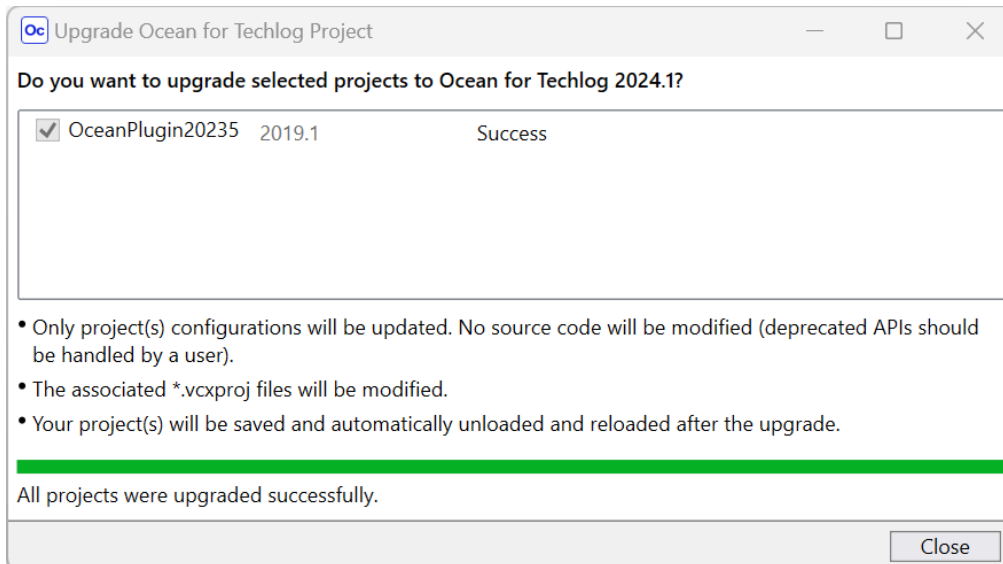 Oc Upgrade Ocean for Techlog Project
Do you want to upgrade selected projects to Ocean for Techlog 2024.1?
OceanPlugin20235 2019.1 Success
• Only project(s) configurations will be updated. No source code will be modified (deprecated APIs should
be handled by a user).
• The associated *.vcxproj files will be modified.
• Your project(s) will be saved and automatically unloaded and reloaded after the upgrade.
All projects were upgraded successfully.
Close